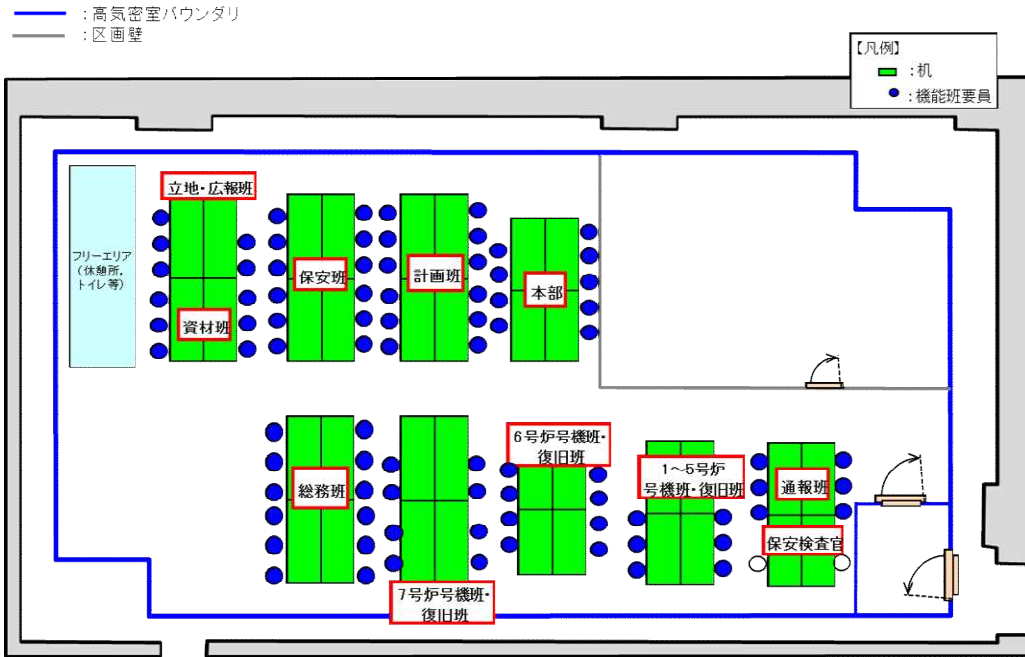 ：高気密室バウンダリ
：区画壁
【凡例】
：机
：機能班要員
立地・広報班
フリーエリア
（休憩所，
トイレ等）
資材班
保安班
計画班
本部
総務班
7号炉号機班・
復旧班
6号炉号機班・
復旧班
1～5号炉
号機班・復旧班
通報班
保安検査官